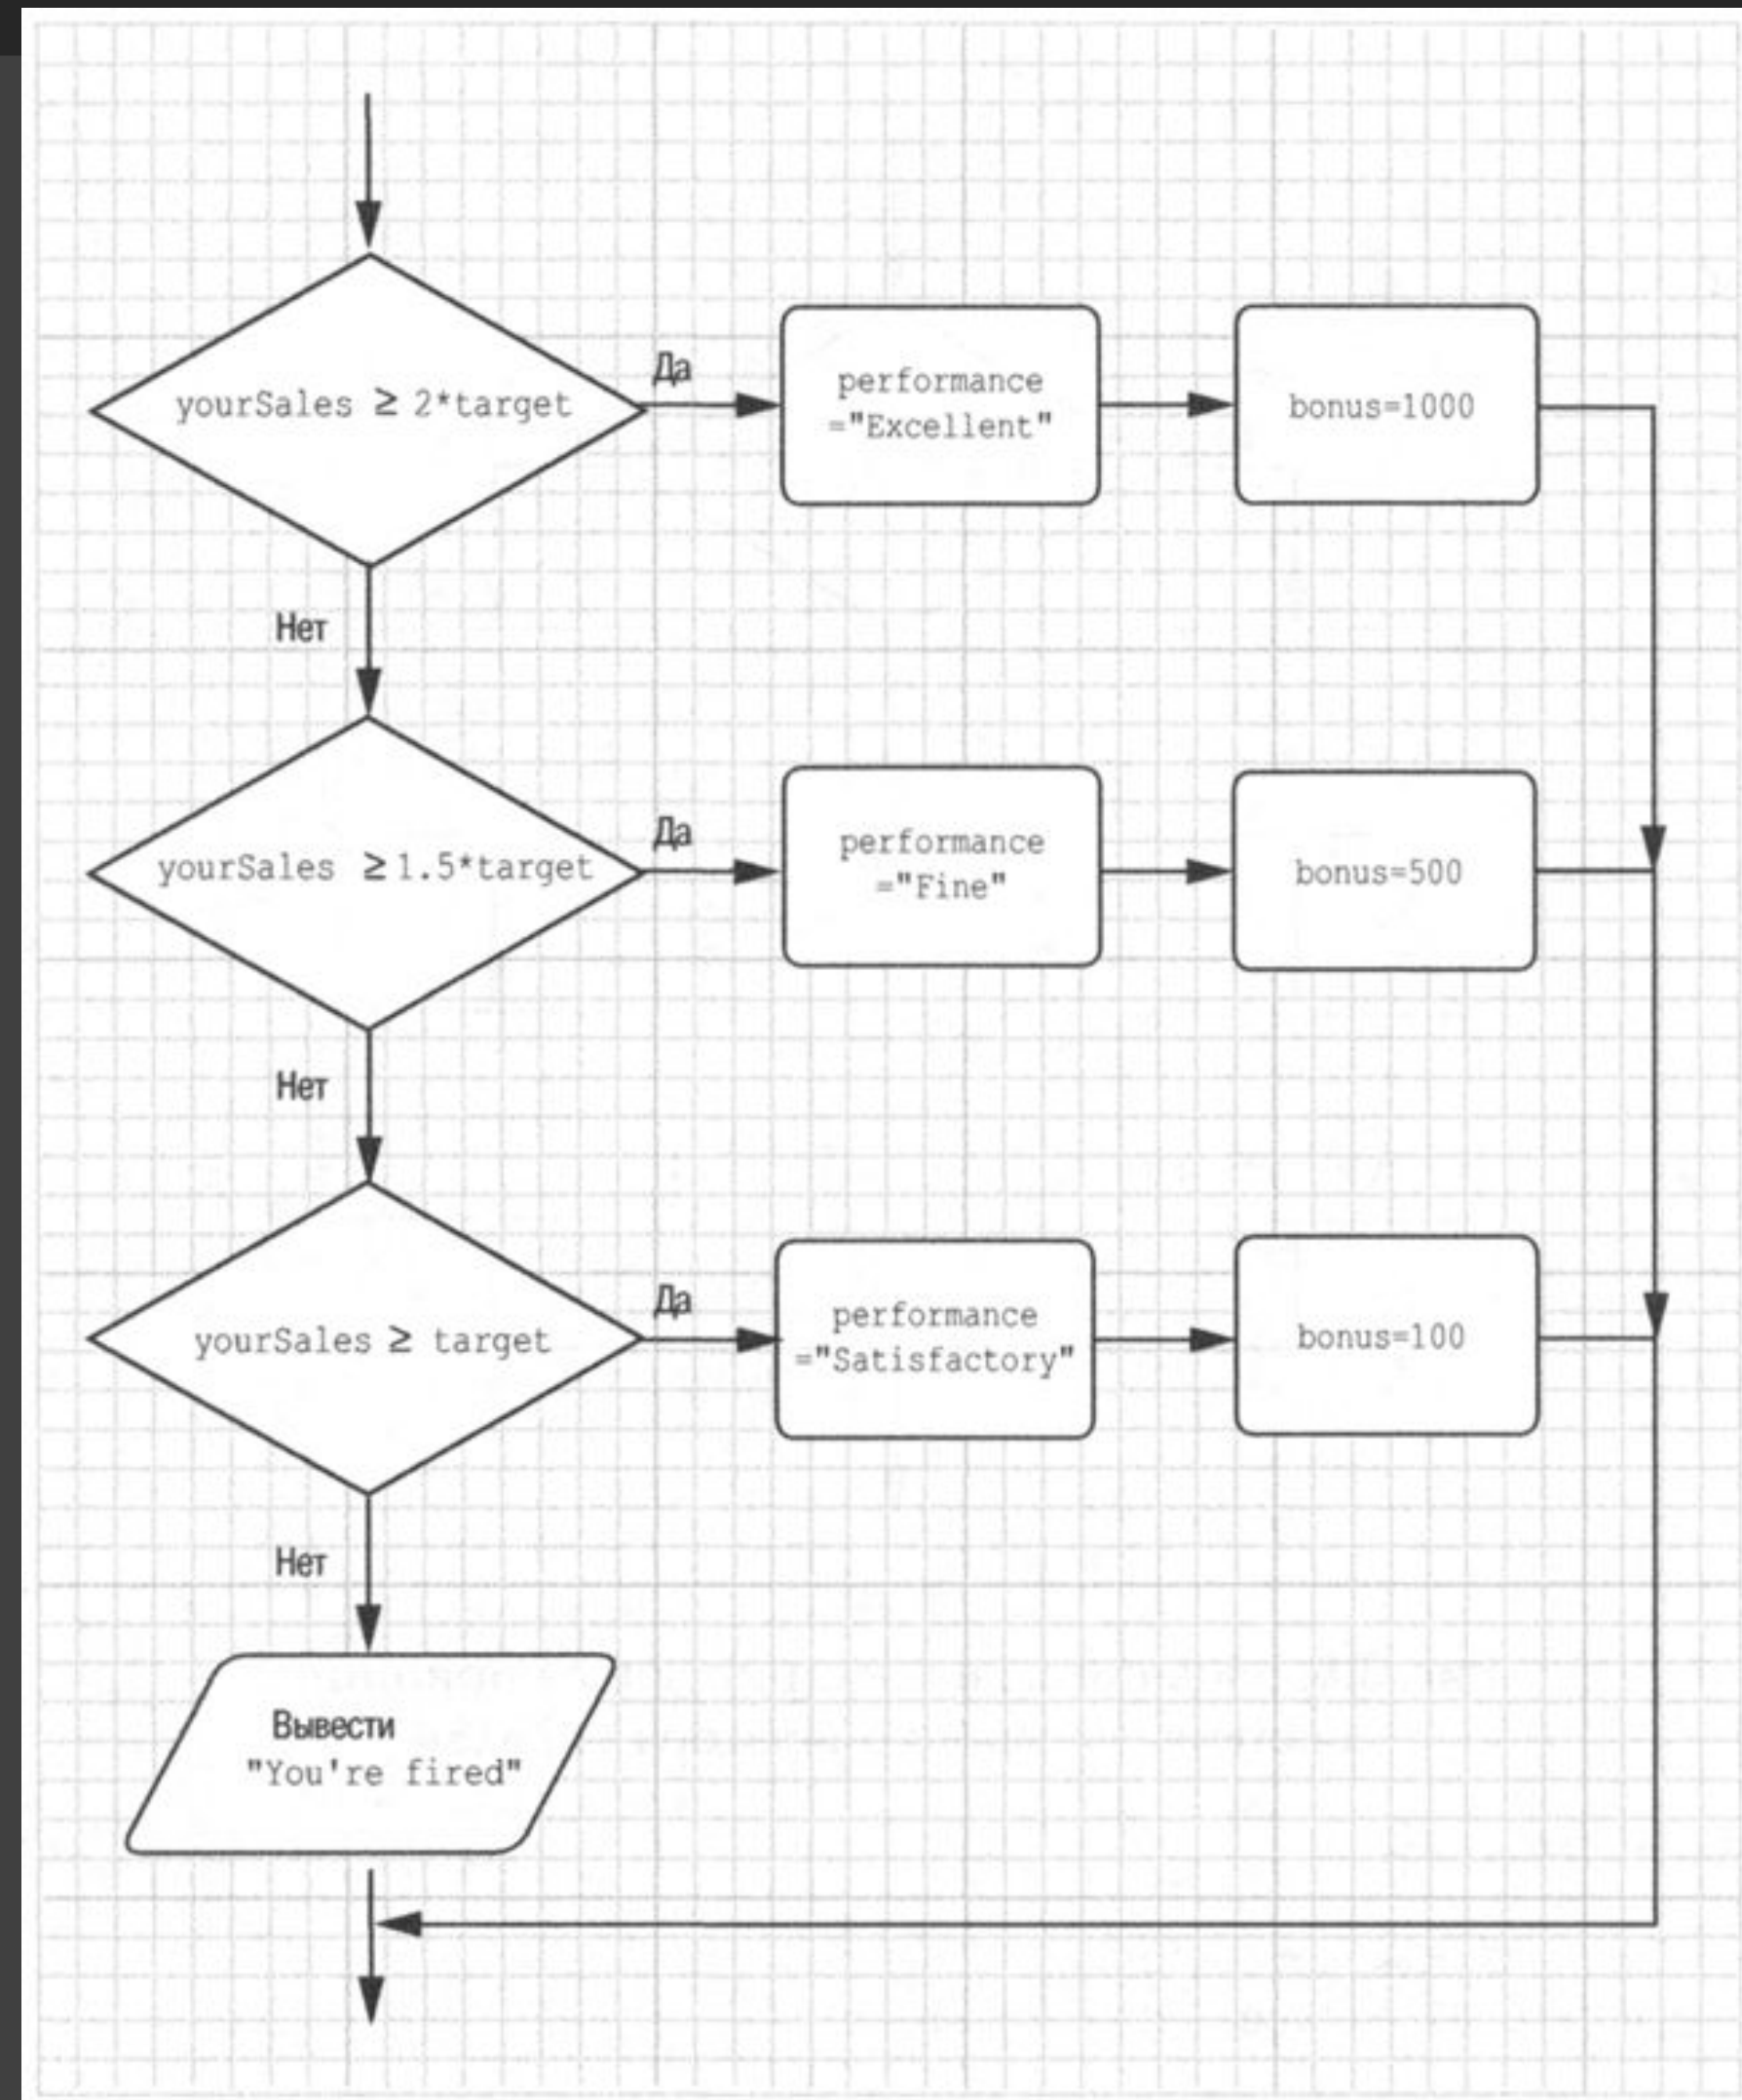 yourSales ≥ 2*target
Да
performance
="Excellent"
bonus=1000
Нет
yourSales ≥ 1.5*target
Да
performance
="Fine"
bonus=500
Нет
yourSales ≥ target
Да
performance
="Satisfactory"
bonus=100
Нет
Вывести
"You're fired"